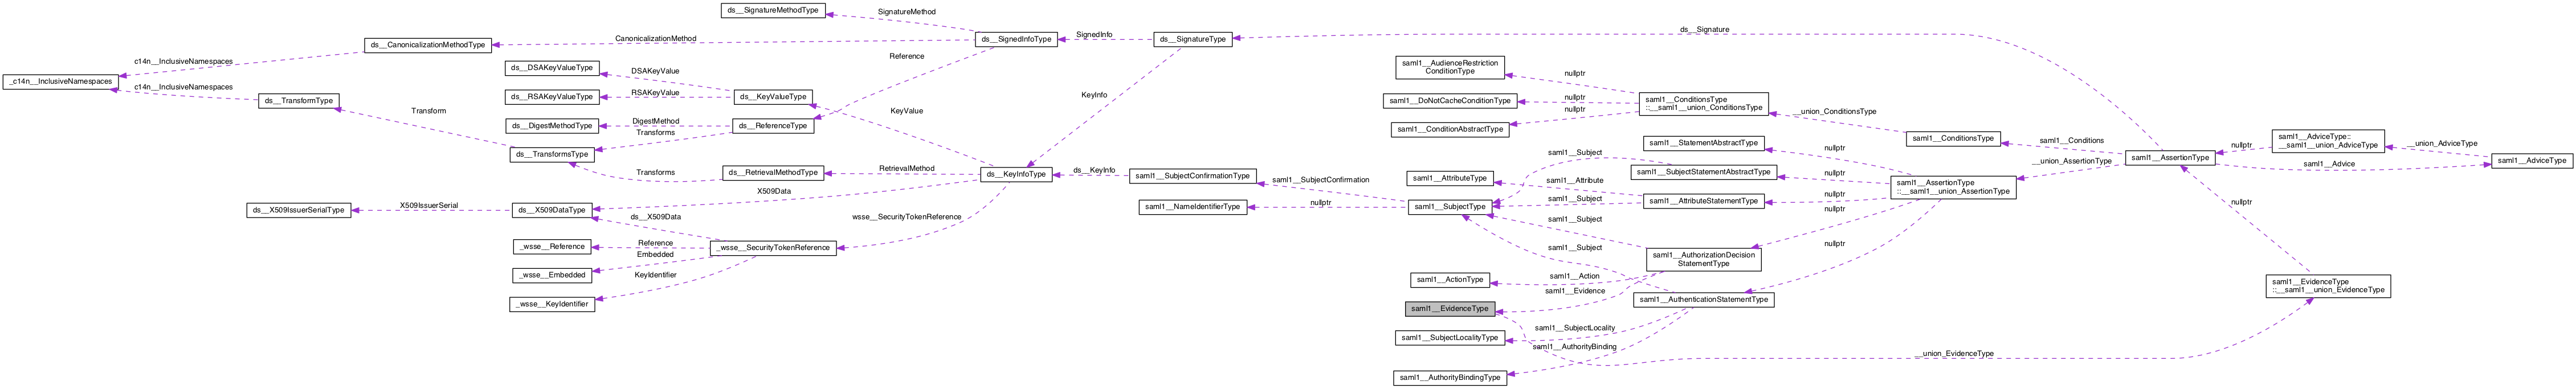 ds__SignatureMethodType
SignatureMethod
ds__Signature
ds__CanonicalizationMethodType
CanonicalizationMethod
ds__SignedInfoType
SignedInfo
ds__SignatureType
c14n__InclusiveNamespaces
_c14n__InclusiveNamespaces
c14n__InclusiveNamespaces
ds__TransformType
Transform
ds__DSAKeyValueType
DSAKeyValue
Reference
ds__RSAKeyValueType
RSAKeyValue
ds__KeyValueType
KeyInfo
KeyValue
ds__DigestMethodType
DigestMethod
ds__ReferenceType
Transforms
ds__TransformsType
Transforms
ds__RetrievalMethodType
RetrievalMethod
ds__KeyInfoType
ds__KeyInfo
saml1__SubjectConfirmationType
saml1__SubjectConfirmation
X509Data
ds__X509IssuerSerialType
X509IssuerSerial
ds__X509DataType
ds__X509Data
wsse__SecurityTokenReference
_wsse__SecurityTokenReference
_wsse__Reference
Reference
_wsse__Embedded
Embedded
_wsse__KeyIdentifier
KeyIdentifier
saml1__NameIdentifierType
nullptr
saml1__SubjectType
saml1__AudienceRestriction
ConditionType
nullptr
saml1__DoNotCacheConditionType
nullptr
saml1__ConditionAbstractType
nullptr
saml1__ConditionsType
::__saml1__union_ConditionsType
__union_ConditionsType
saml1__ConditionsType
saml1__Conditions
saml1__StatementAbstractType
nullptr
saml1__Subject
saml1__SubjectStatementAbstractType
nullptr
saml1__AttributeType
saml1__Attribute
saml1__Subject
saml1__AttributeStatementType
nullptr
saml1__AssertionType
::__saml1__union_AssertionType
__union_AssertionType
saml1__AssertionType
nullptr
saml1__AdviceType::
__saml1__union_AdviceType
__union_AdviceType
saml1__AdviceType
saml1__Advice
saml1__Subject
nullptr
saml1__AuthorizationDecision
StatementType
saml1__Subject
nullptr
saml1__ActionType
saml1__Action
saml1__Evidence
saml1__EvidenceType
saml1__AuthenticationStatementType
saml1__SubjectLocalityType
saml1__SubjectLocality
saml1__AuthorityBinding
saml1__AuthorityBindingType
__union_EvidenceType
nullptr
saml1__EvidenceType
::__saml1__union_EvidenceType